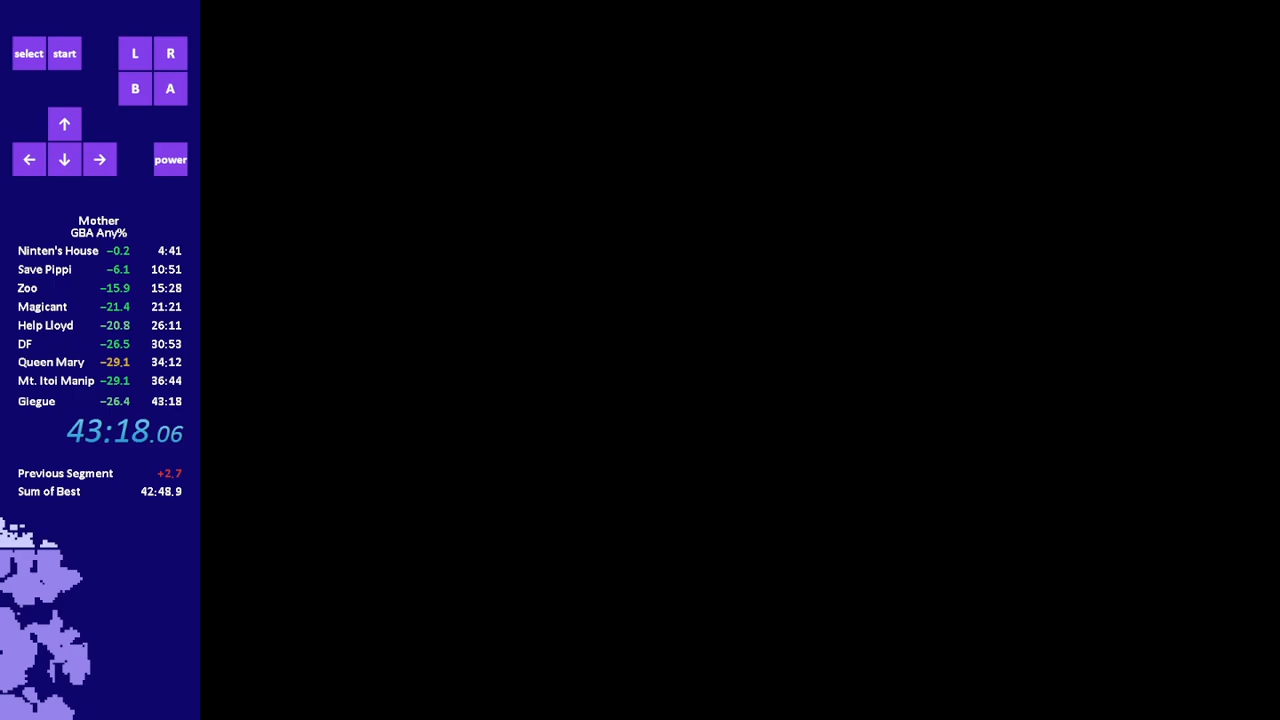 select start L R
B A
↑
← ↓ → power
Mother
GBA Any%
Ninten's House −0.2 4:41
Save Pippi −6.1 10:51
Zoo −15.9 15:28
Magicant −21.4 21:21
Help Lloyd −20.8 26:11
DF −26.5 30:53
Queen Mary −29.1 34:12
Mt. Itoi Manip −29.1 36:44
Giegue −26.4 43:18
43:18.06
Previous Segment +2.7
Sum of Best 42:48.9